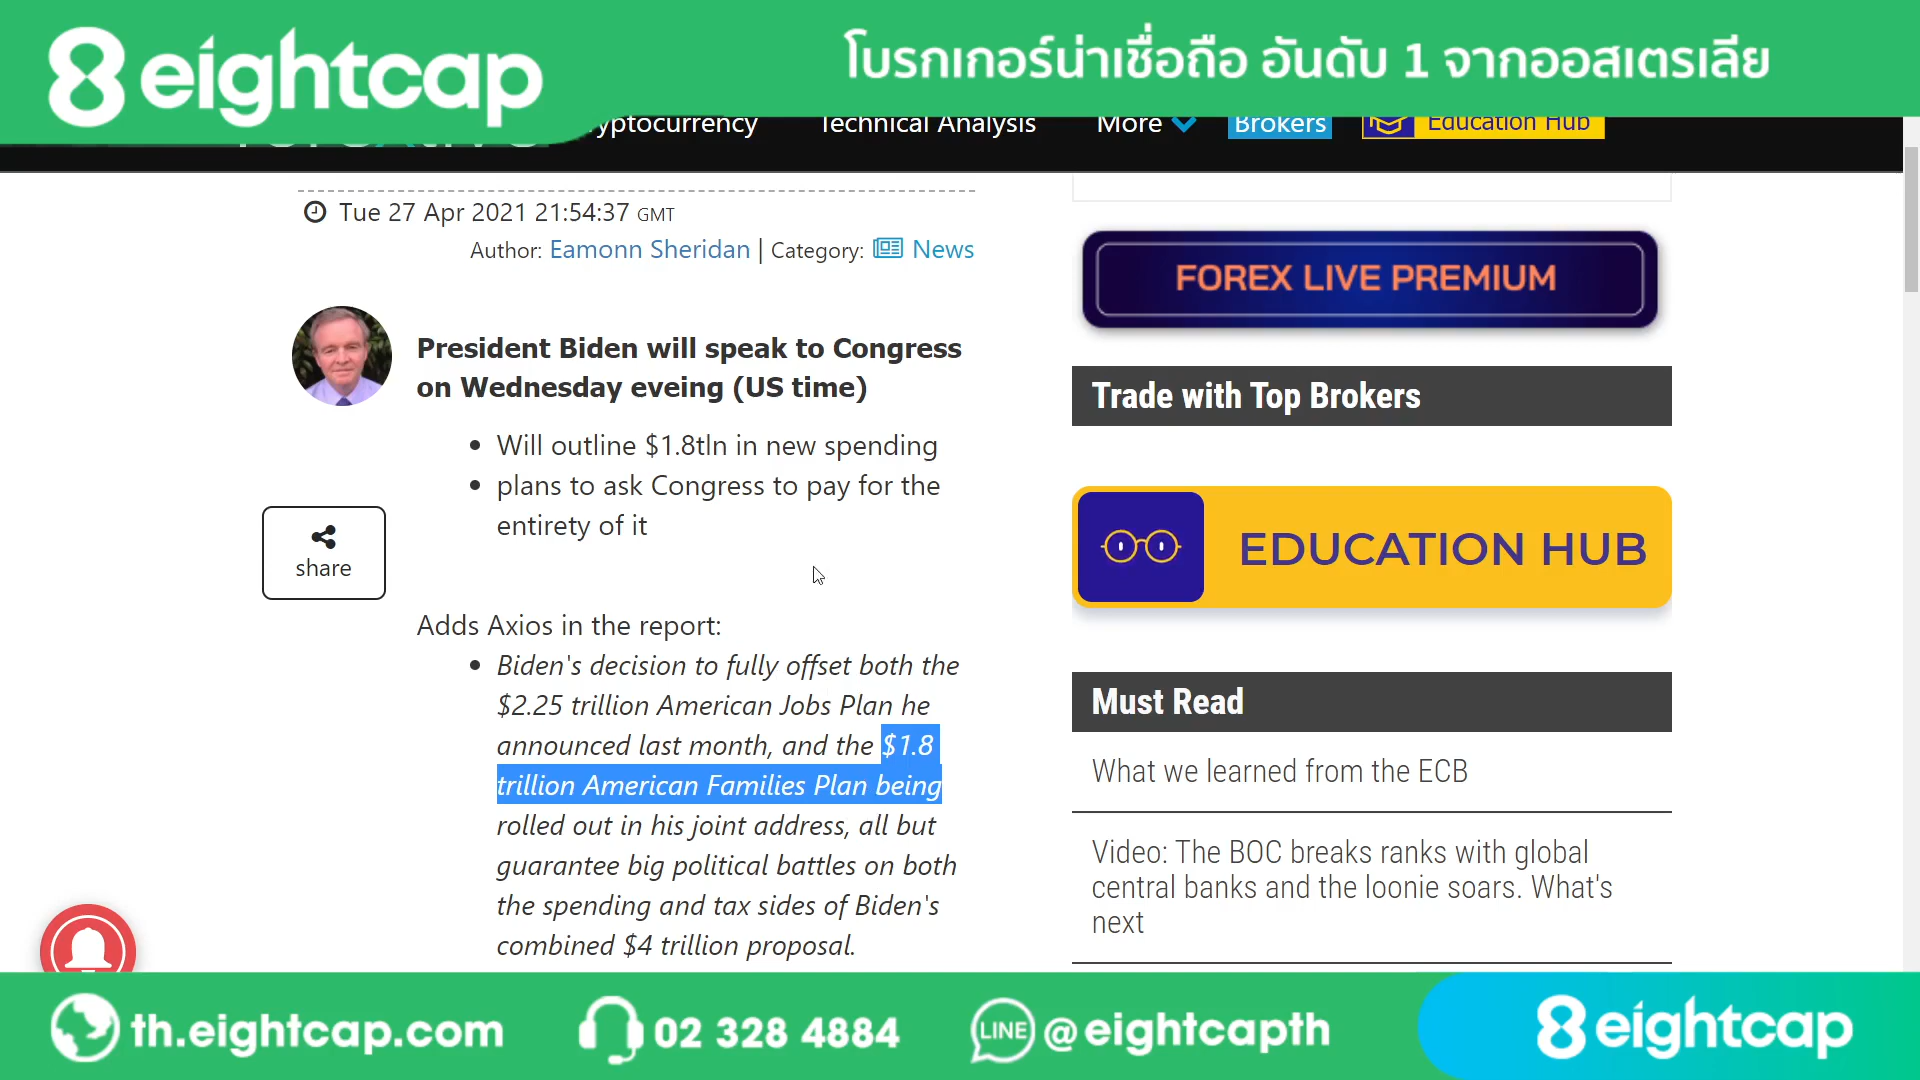 8 eightcap
โบรกเกอร์น่าเชื่อถือ อันดับ 1 จากออสเตรเลีย
yptocurrency Technical Analysis More Brokers Education Hub
Tue 27 Apr 2021 21:54:37 GMT
Author: Eamonn Sheridan | Category: News
FOREX LIVE PREMIUM
President Biden will speak to Congress
on Wednesday eveing (US time)
• Will outline $1.8tln in new spending
• plans to ask Congress to pay for the
entirety of it
share
Adds Axios in the report:
• Biden's decision to fully offset both the
$2.25 trillion American Jobs Plan he
announced last month, and the $1.8
trillion American Families Plan being
rolled out in his joint address, all but
guarantee big political battles on both
the spending and tax sides of Biden's
combined $4 trillion proposal.
Trade with Top Brokers
EDUCATION HUB
Must Read
What we learned from the ECB
Video: The BOC breaks ranks with global
central banks and the loonie soars. What's
next
th.eightcap.com
02 328 4884
LINE @eightcapth
8 eightcap